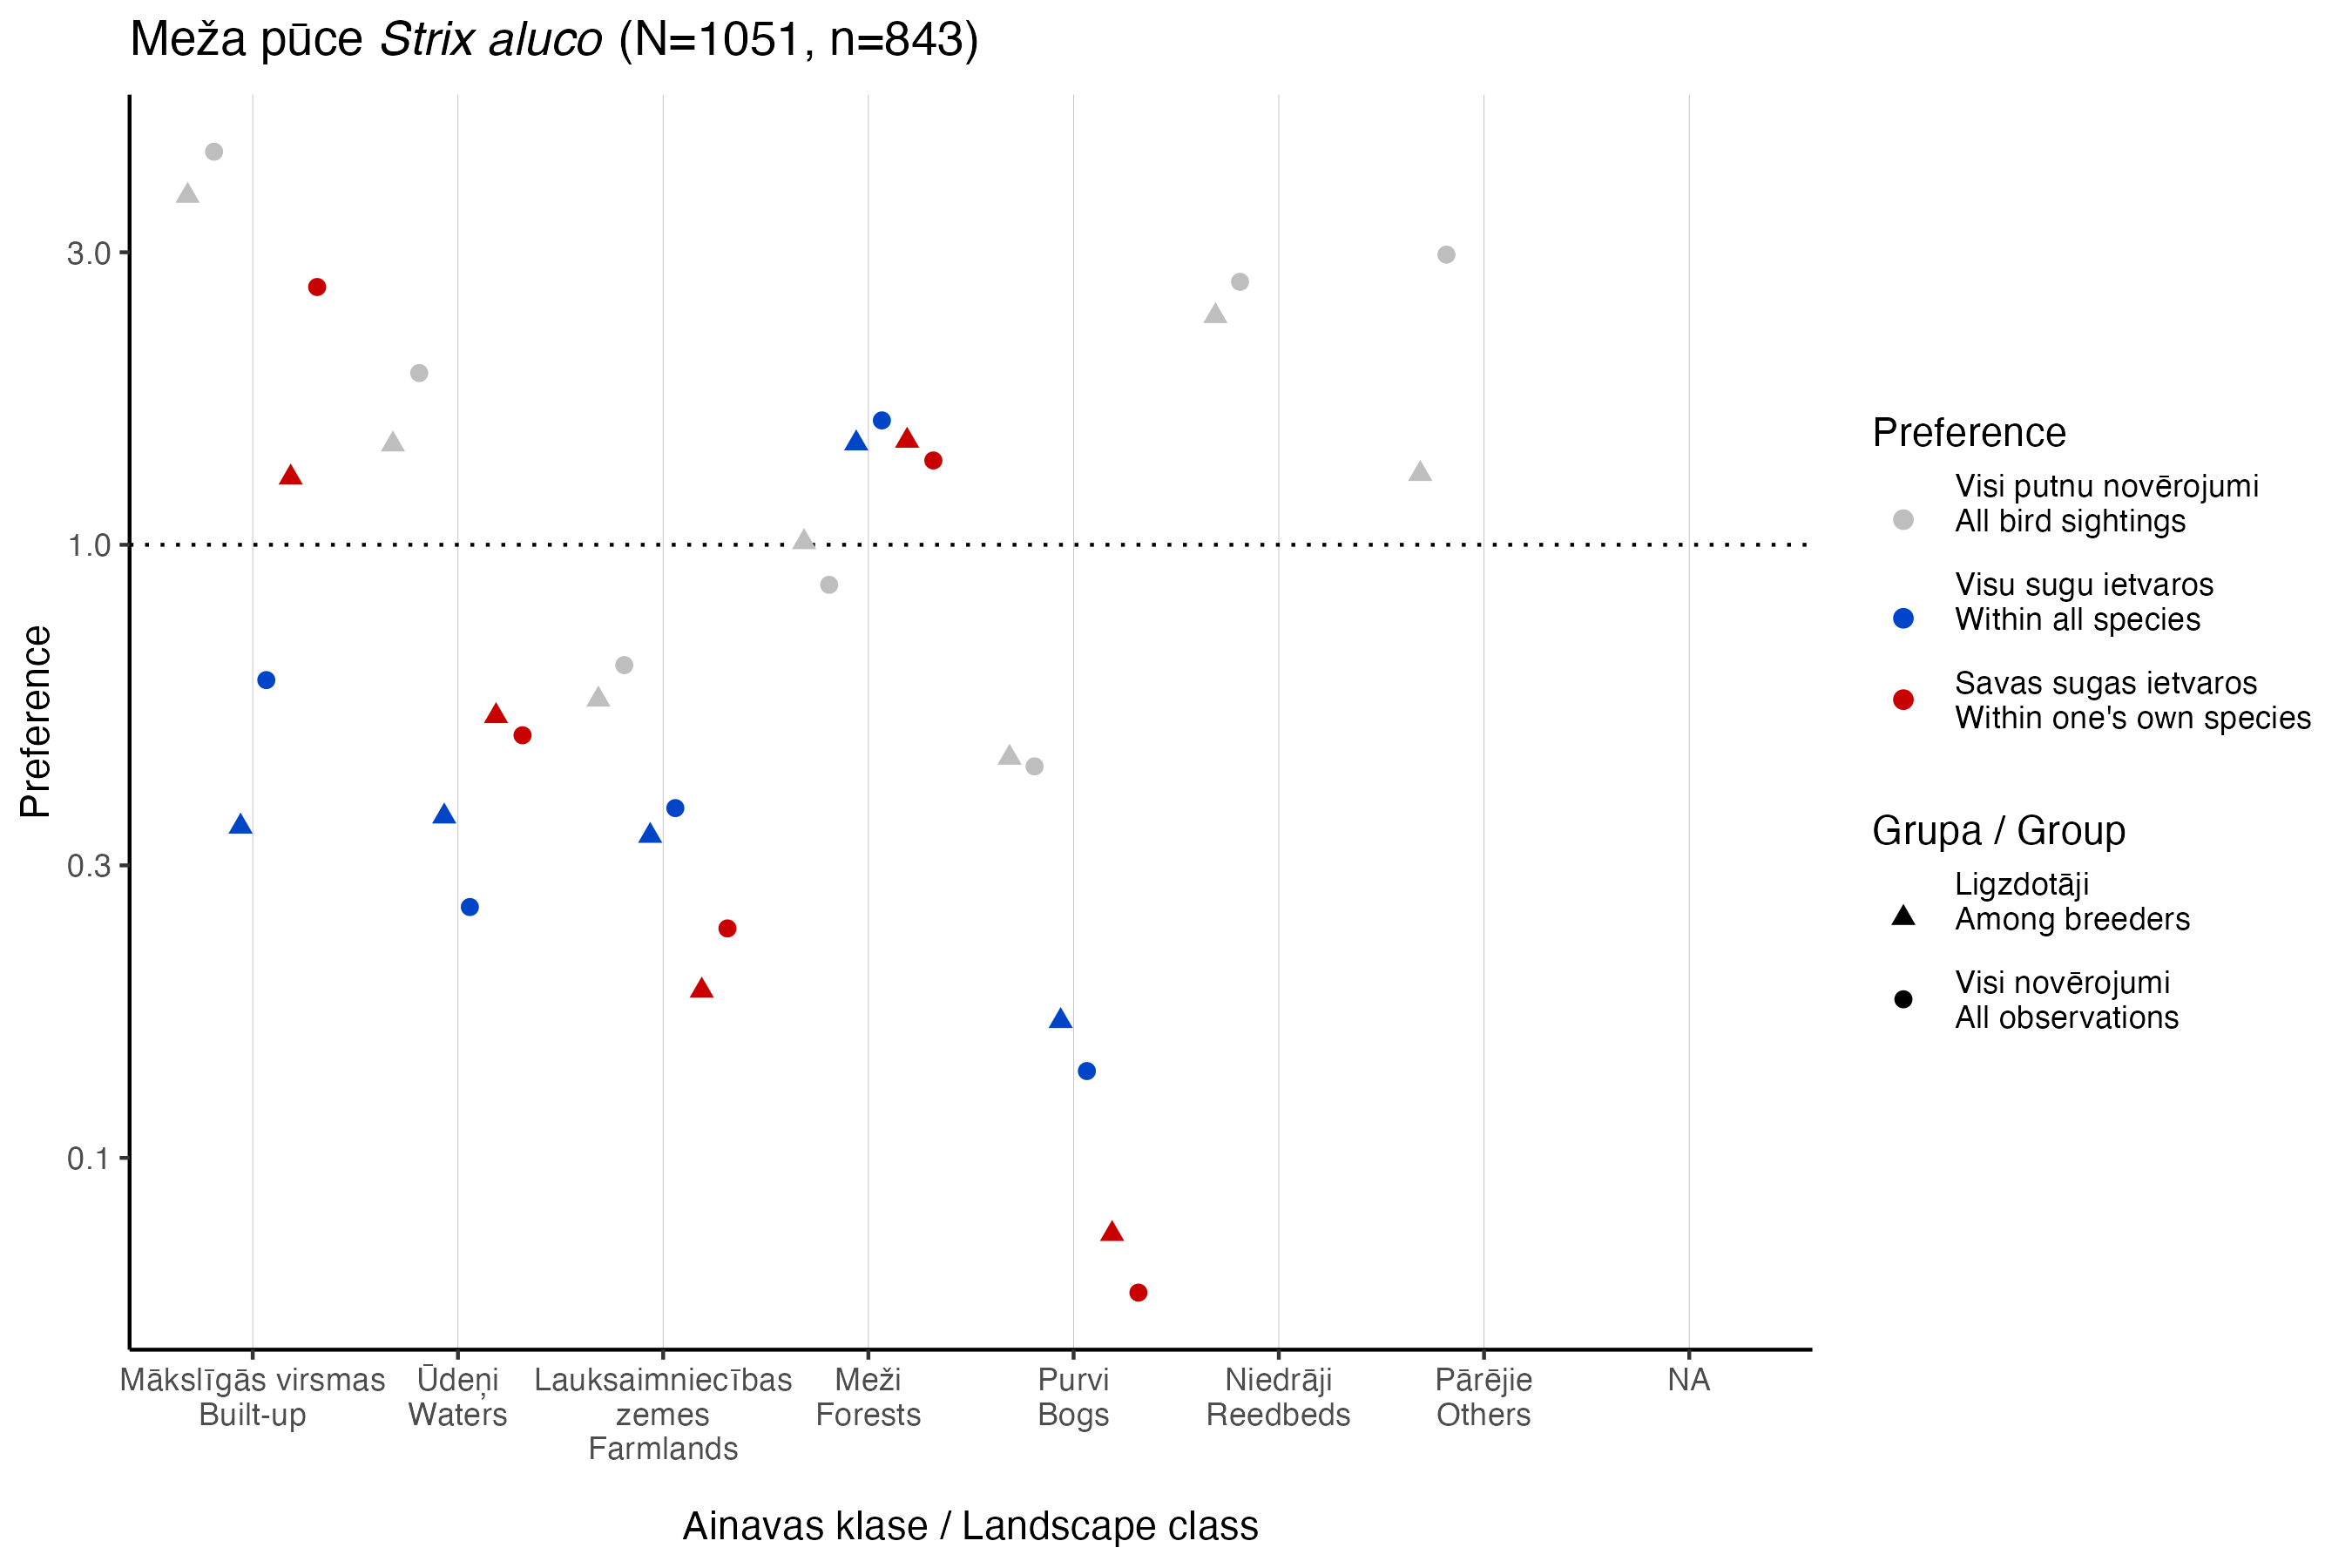 Meža pūce Strix aluco (N=1051, n=843)
Preference
3.0
1.0
0.3
0.1
Mākslīgās virsmas
Built-up
Ūdeņi
Waters
Lauksaimniecības
zemes
Farmlands
Meži
Forests
Purvi
Bogs
Niedrāji
Reedbeds
Pārējie
Others
NA
Ainavas klase / Landscape class
Preference
Visi putnu novērojumi
All bird sightings
Visu sugu ietvaros
Within all species
Savas sugas ietvaros
Within one's own species
Grupa / Group
Ligzdotāji
Among breeders
Visi novērojumi
All observations